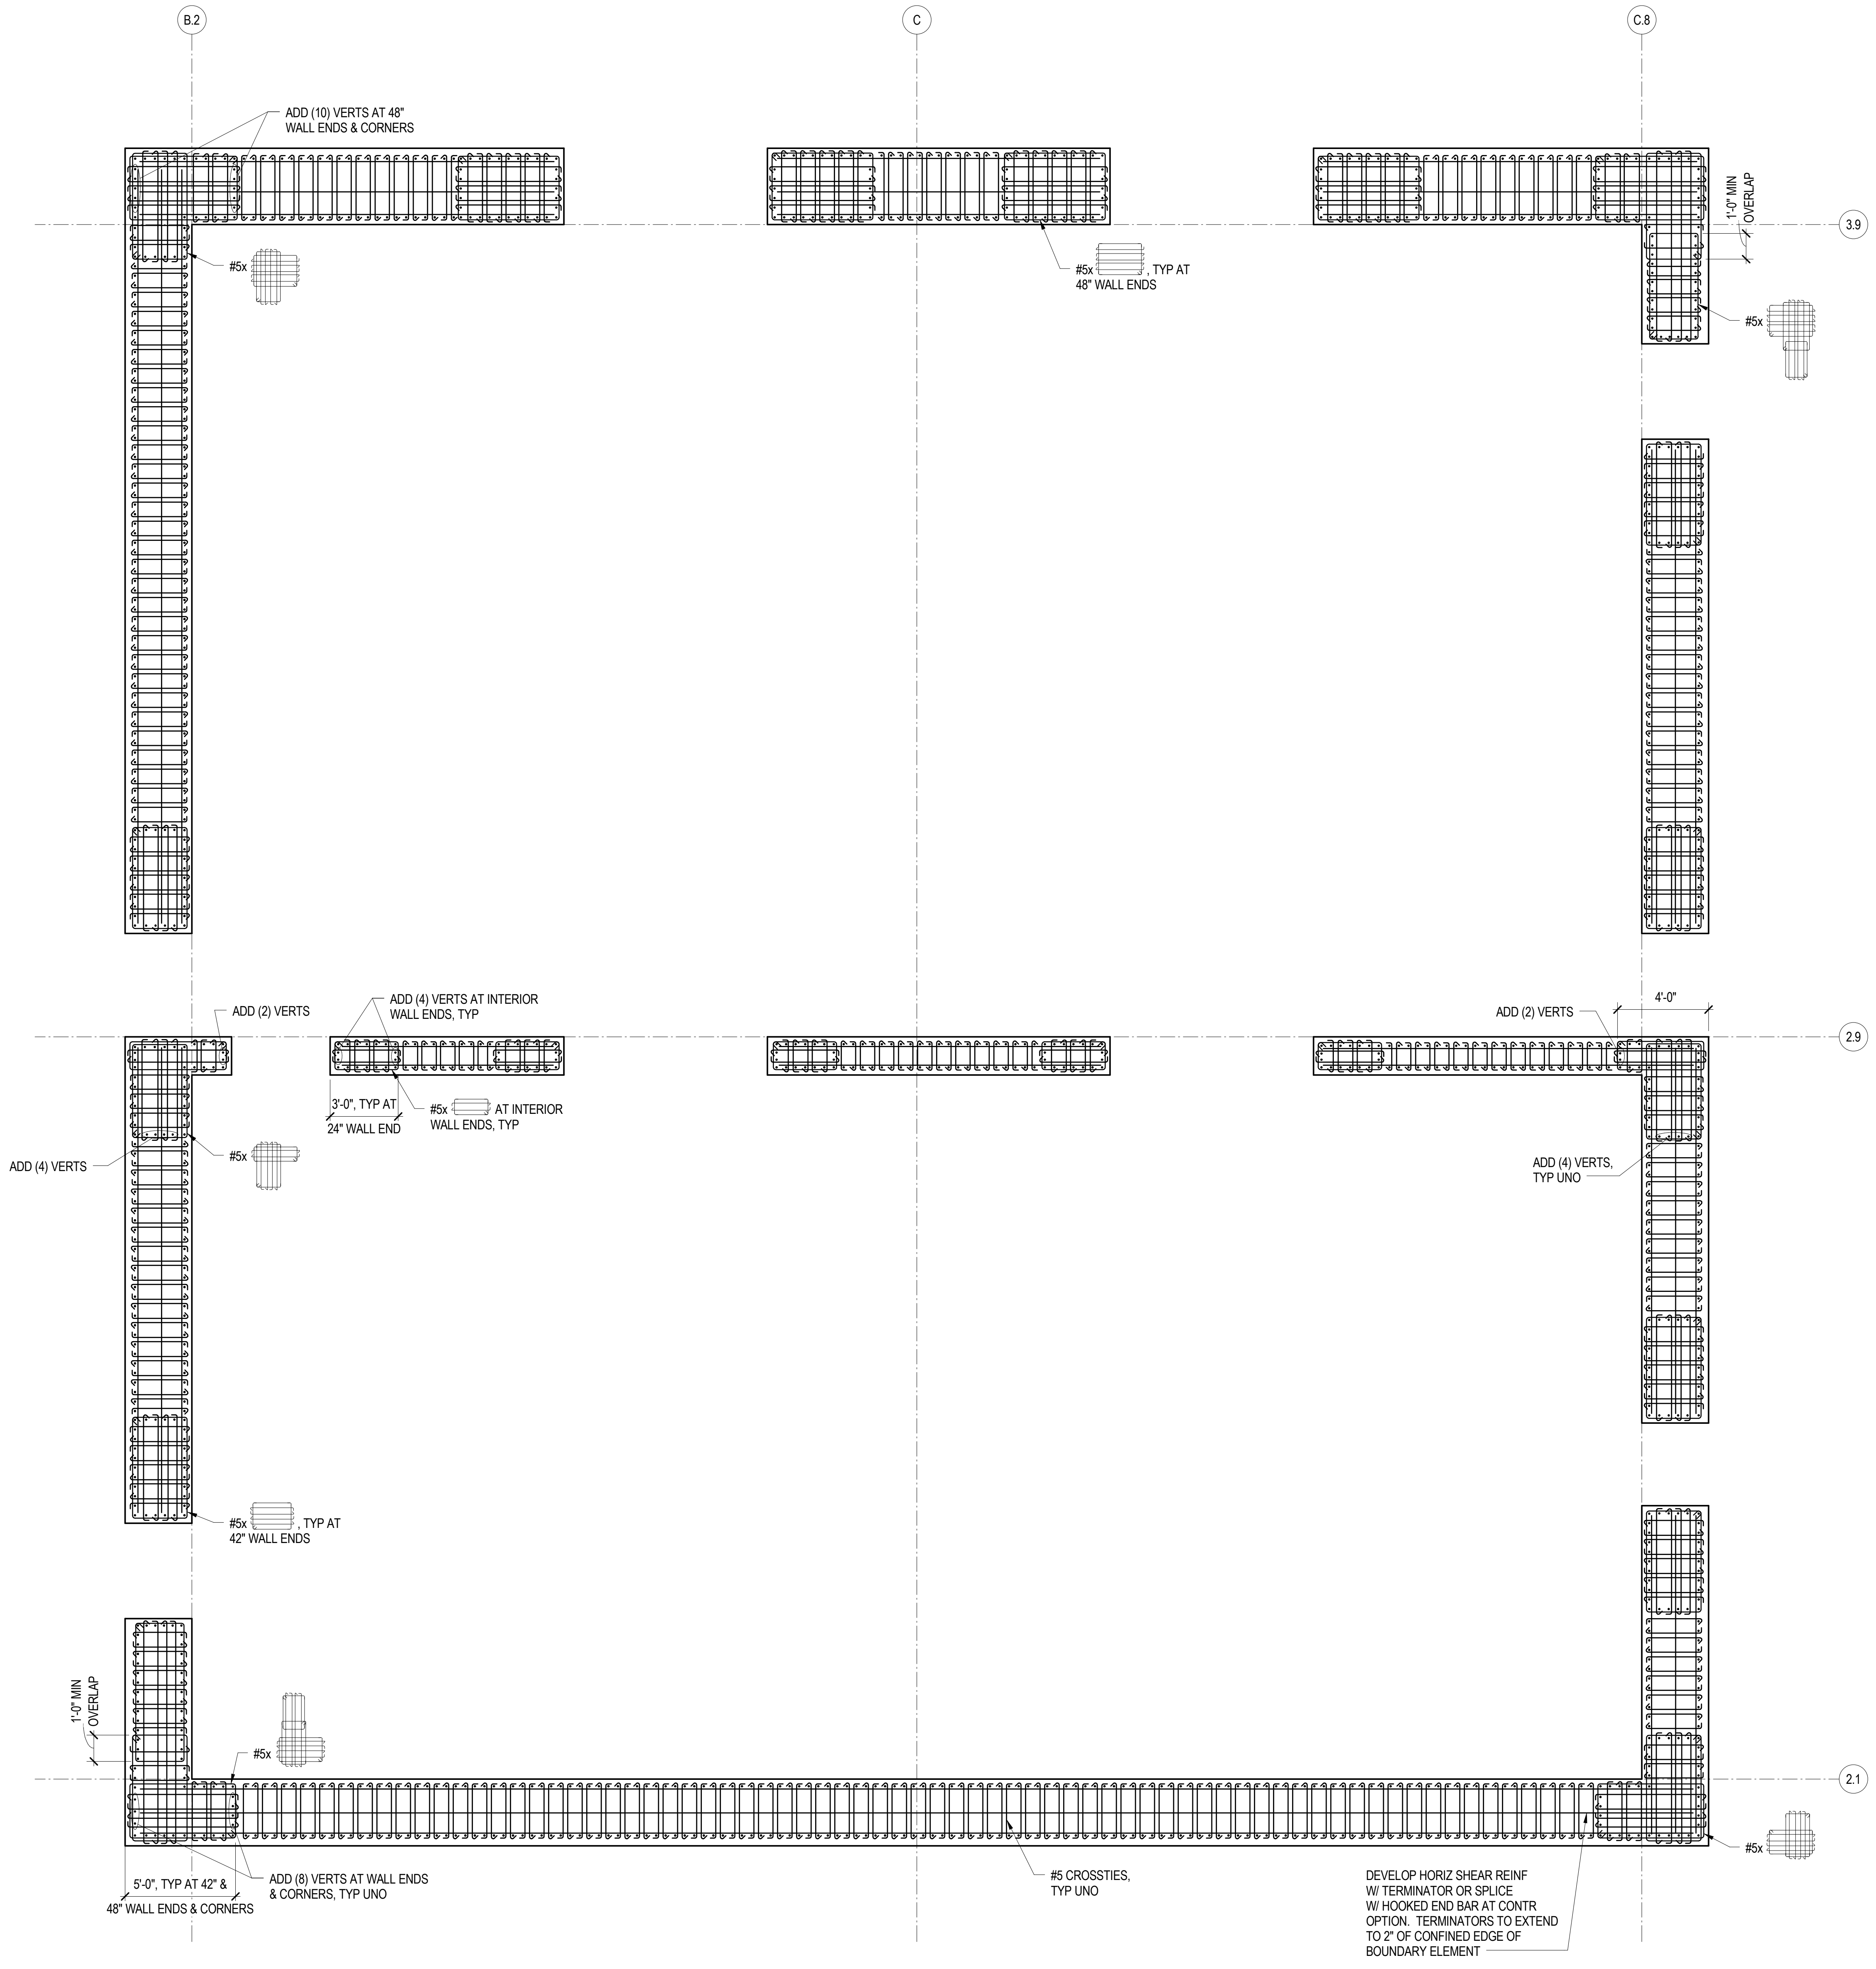 B.2
C
C.8
ADD (10) VERTS AT 48"
WALL ENDS & CORNERS
1'-0" MIN
OVERLAP
3.9
#5x
#5x , TYP AT
48" WALL ENDS
#5x
ADD (2) VERTS
ADD (4) VERTS AT INTERIOR
WALL ENDS, TYP
ADD (2) VERTS
4'-0"
2.9
3'-0", TYP AT
24" WALL END
#5x AT INTERIOR
WALL ENDS, TYP
ADD (4) VERTS
#5x
ADD (4) VERTS,
TYP UNO
#5x , TYP AT
42" WALL ENDS
1'-0" MIN
OVERLAP
#5x
2.1
#5x
5'-0", TYP AT 42" &
48" WALL ENDS & CORNERS
ADD (8) VERTS AT WALL ENDS
& CORNERS, TYP UNO
#5 CROSSTIES,
TYP UNO
DEVELOP HORIZ SHEAR REINF
W/ TERMINATOR OR SPLICE
W/ HOOKED END BAR AT CONTR
OPTION. TERMINATORS TO EXTEND
TO 2" OF CONFINED EDGE OF
BOUNDARY ELEMENT